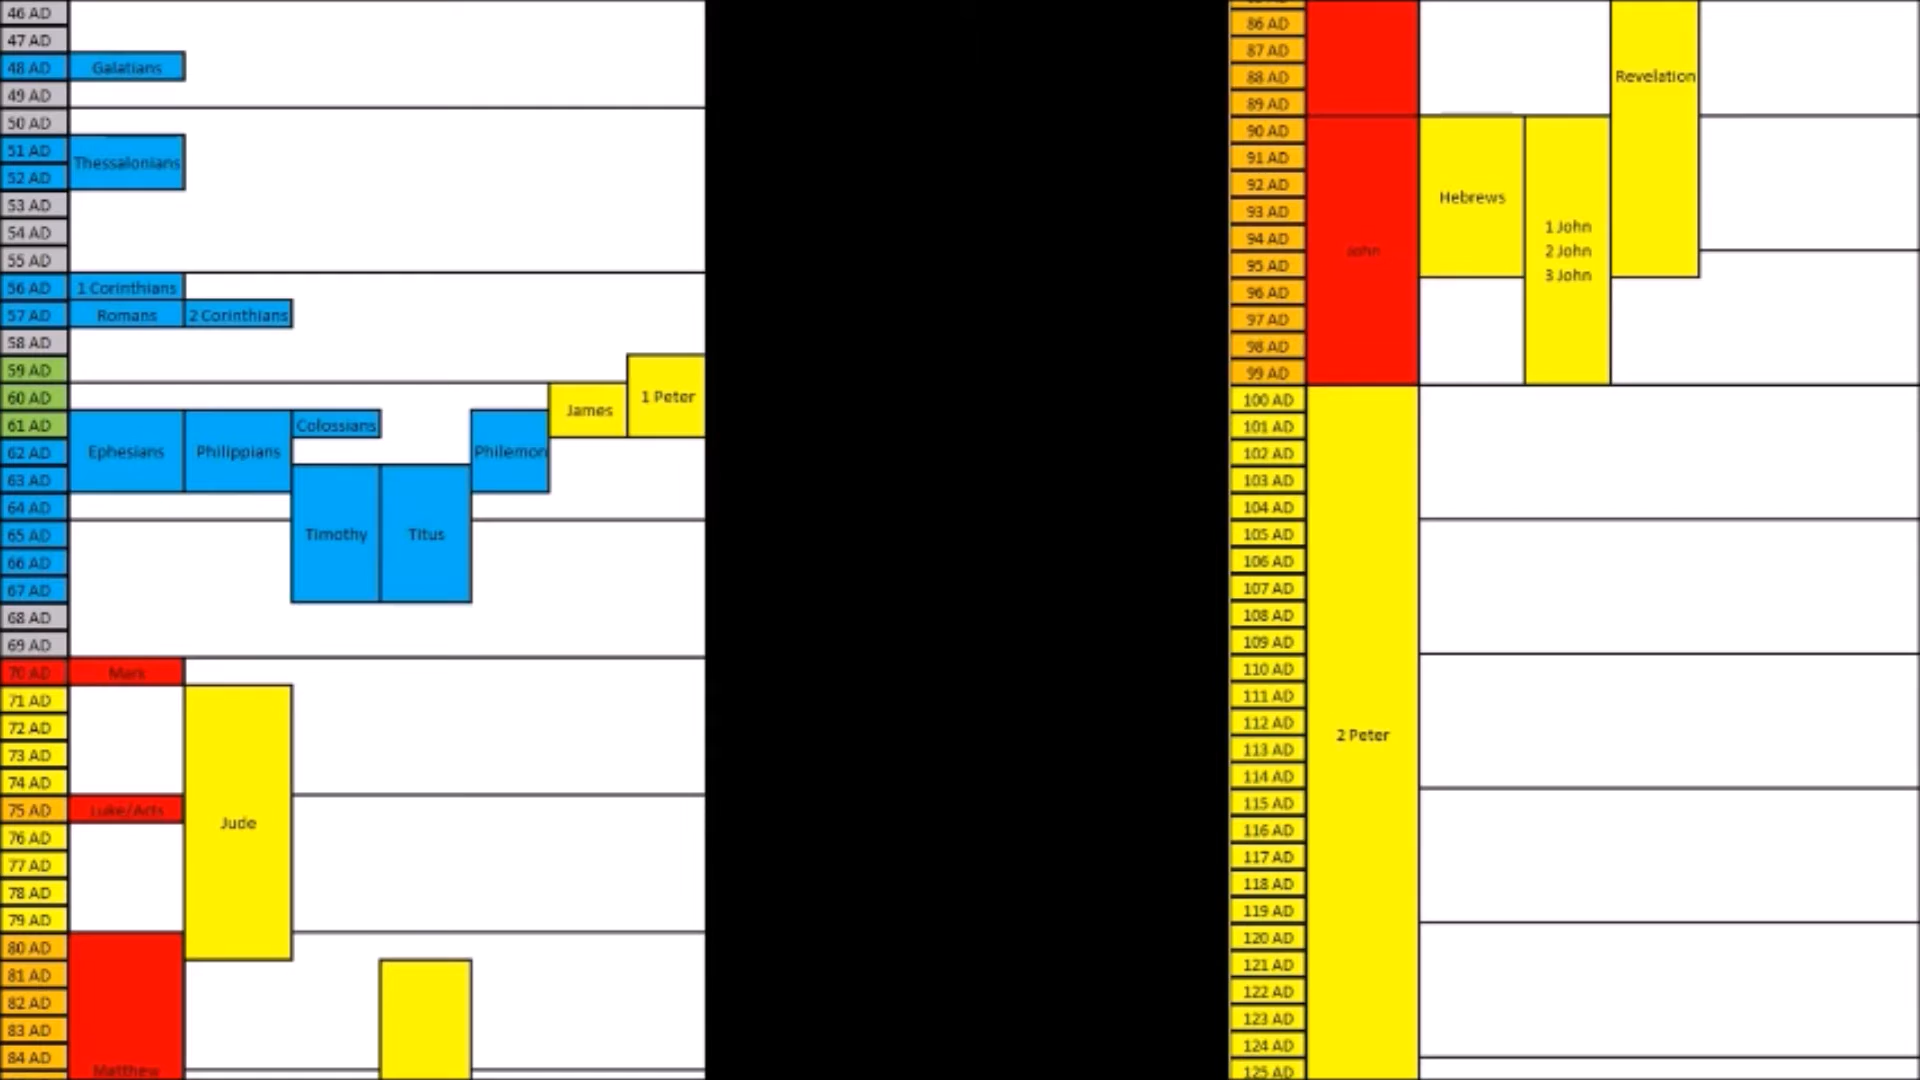 46 AD
47 AD
48 AD Galatians
49 AD
50 AD
51 AD
Thessalonians
52 AD
53 AD
54 AD
55 AD
56 AD 1 Corinthians
57 AD Romans 2 Corinthians
58 AD
59 AD
60 AD 1 Peter
James
61 AD Colossians
62 AD Ephesians Philippians Philemon
63 AD
64 AD
65 AD Timothy Titus
66 AD
67 AD
68 AD
69 AD
70 AD Mark
71 AD
72 AD
73 AD
74 AD
75 AD Luke/Acts
Jude
76 AD
77 AD
78 AD
79 AD
80 AD
81 AD
82 AD
83 AD
84 AD
Matthew
86 AD
87 AD
88 AD Revelation
89 AD
90 AD
91 AD
92 AD
Hebrews
93 AD
1 John
94 AD
John 2 John
95 AD
3 John
96 AD
97 AD
98 AD
99 AD
100 AD
101 AD
102 AD
103 AD
104 AD
105 AD
106 AD
107 AD
108 AD
109 AD
110 AD
111 AD
112 AD
2 Peter
113 AD
114 AD
115 AD
116 AD
117 AD
118 AD
119 AD
120 AD
121 AD
122 AD
123 AD
124 AD
125 AD